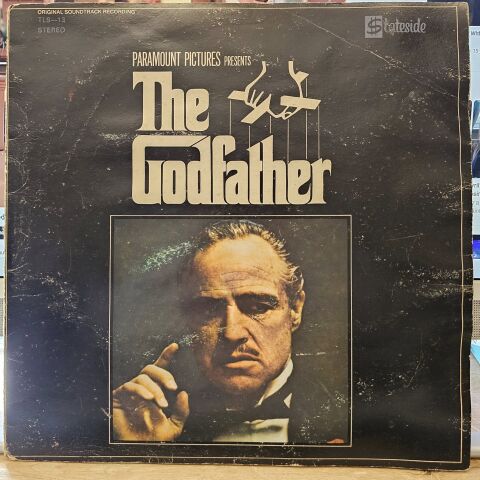 ORIGINAL SOUNDTRACK RECORDING
TLS-13
STEREO
Stateside
PARAMOUNT PICTURES PRESENTS
The
Godfather